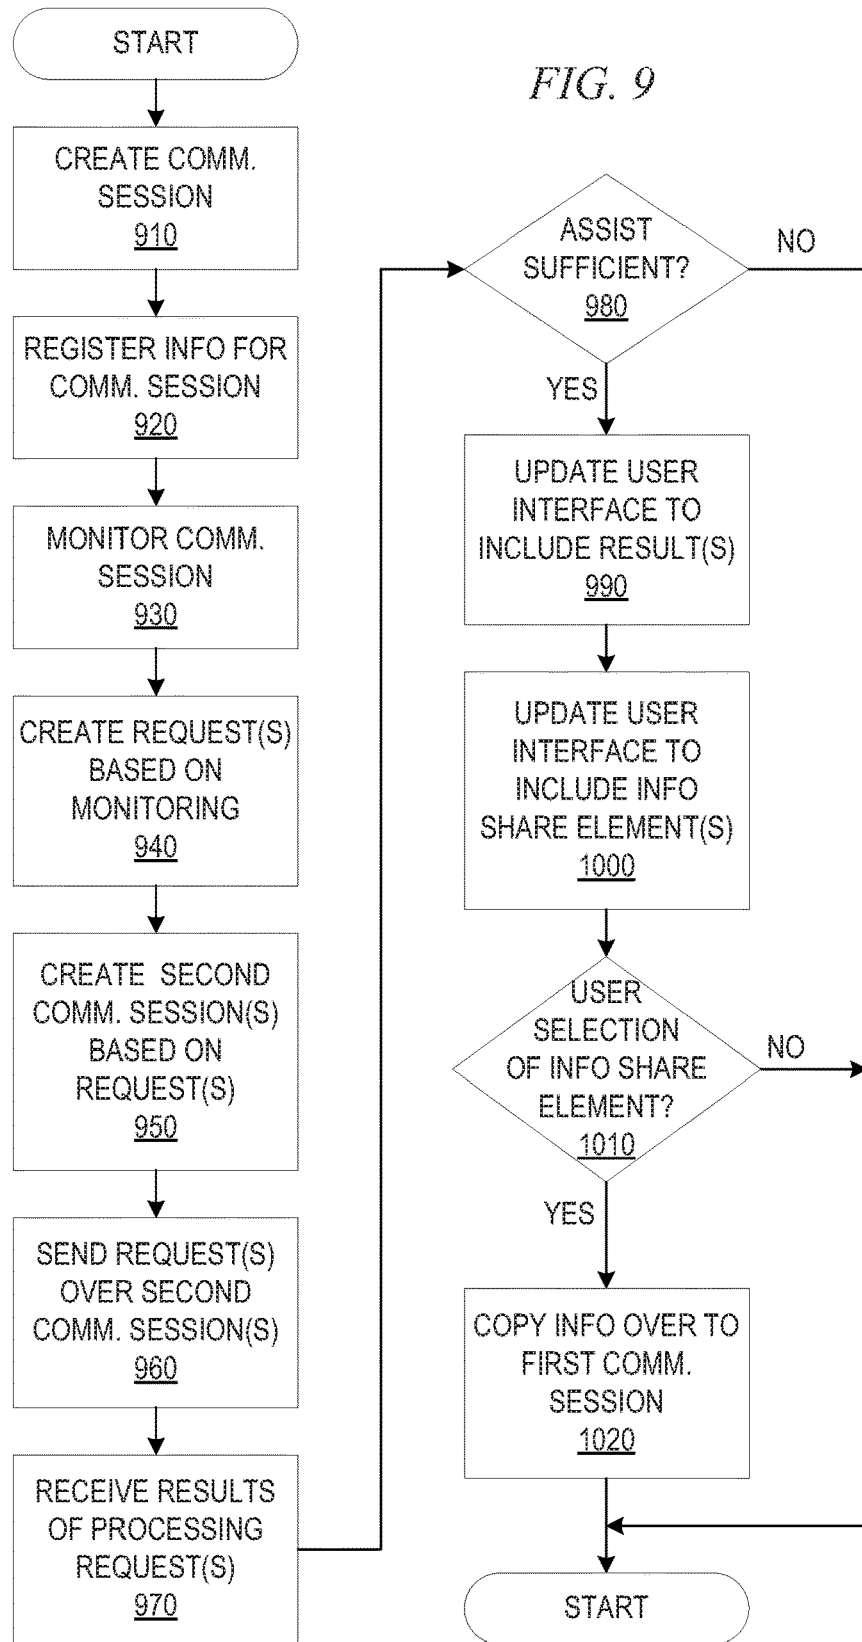 START
CREATE COMM.
SESSION
910
REGISTER INFO FOR
COMM. SESSION
920
MONITOR COMM.
SESSION
930
CREATE REQUEST(S)
BASED ON
MONITORING
940
CREATE SECOND
COMM. SESSION(S)
BASED ON
REQUEST(S)
950
SEND REQUEST(S)
OVER SECOND
COMM. SESSION(S)
960
RECEIVE RESULTS
OF PROCESSING
REQUEST(S)
970
FIG. 9
ASSIST
SUFFICIENT?
980
NO
YES
UPDATE USER
INTERFACE TO
INCLUDE RESULT(S)
990
UPDATE USER
INTERFACE TO
INCLUDE INFO
SHARE ELEMENT(S)
1000
USER
SELECTION
OF INFO SHARE
ELEMENT?
1010
NO
YES
COPY INFO OVER TO
FIRST COMM.
SESSION
1020
START